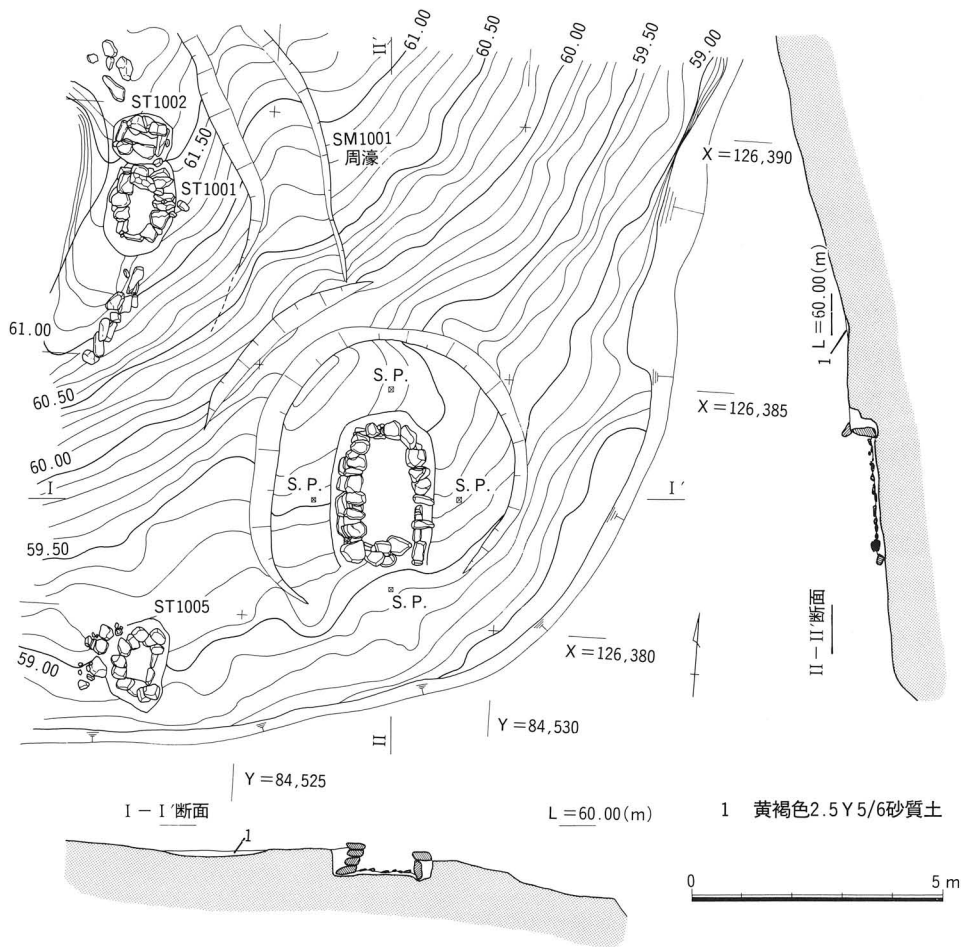 61.00
60.50
60.00
59.50
59.00
II′
ST1002
61.50
SM1001
周濠
ST1001
X=126,390
L=60.00(m)
1
61.00
60.50
60.00
59.50
59.00
S.P.
S.P.
S.P.
S.P.
I
I′
X=126,385
ST1005
X=126,380
II-II′断面
II
Y=84,530
Y=84,525
I-I′断面
L=60.00(m)
1 黄褐色2.5Y5/6砂質土
1
0 5m